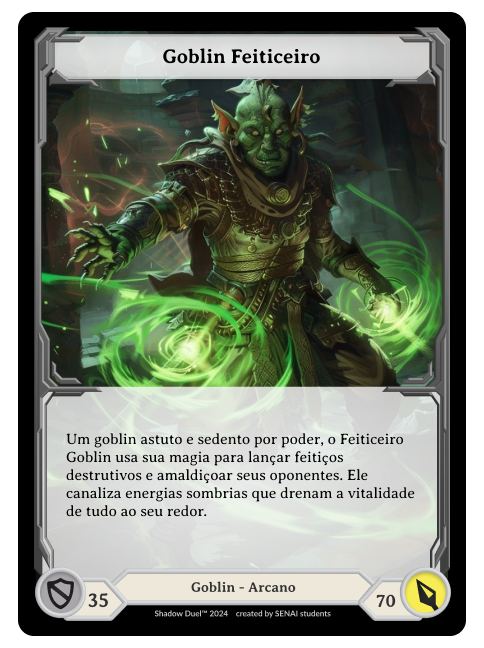 Goblin Feiticeiro
Um goblin astuto e sedento por poder, o Feiticeiro
Goblin usa sua magia para lançar feitiços
destrutivos e amaldiçoar seus oponentes. Ele
canaliza energias sombrias que drenam a vitalidade
de tudo ao seu redor.
Goblin - Arcano
35
70
Shadow Duel™ 2024 created by SENAI students